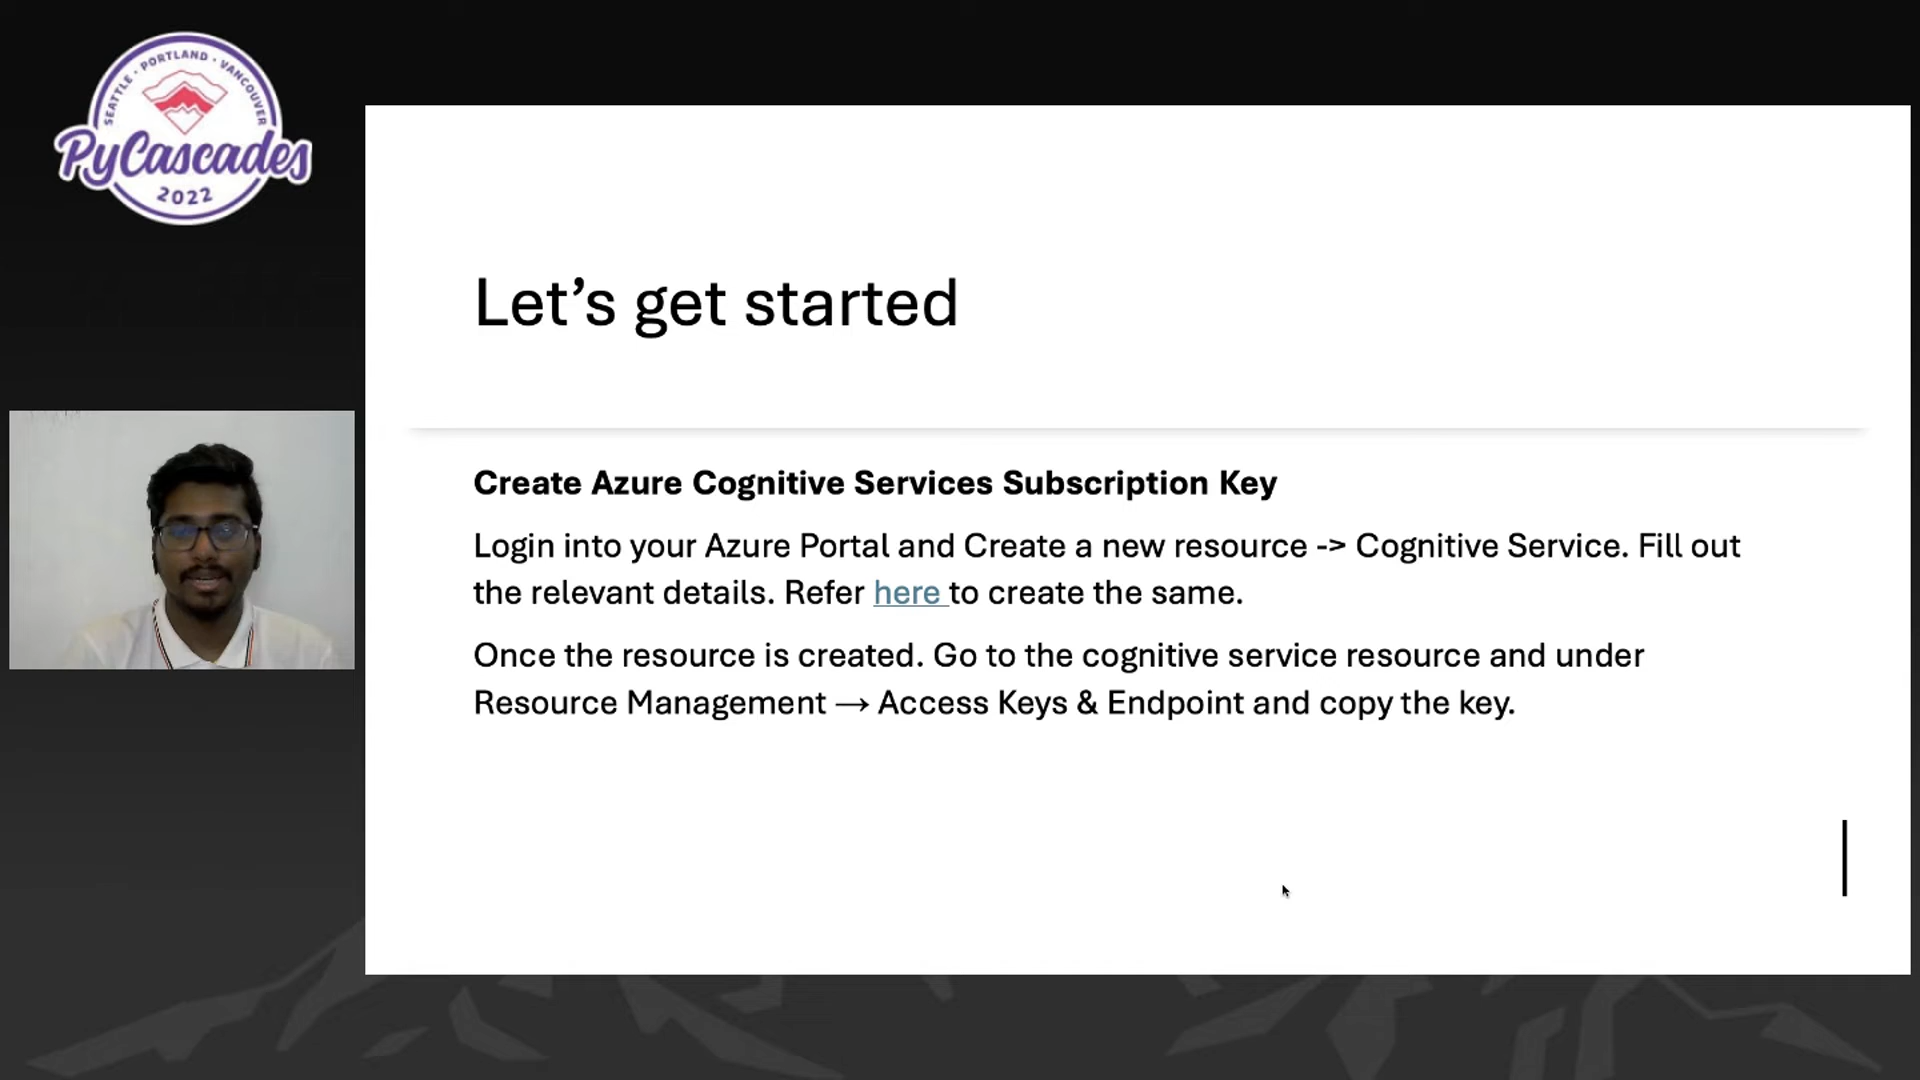 SEATTLE · PORTLAND · VANCOUVER
PyCascades
2022
Let’s get started
Create Azure Cognitive Services Subscription Key
Login into your Azure Portal and Create a new resource -> Cognitive Service. Fill out
the relevant details. Refer here to create the same.
Once the resource is created. Go to the cognitive service resource and under
Resource Management → Access Keys & Endpoint and copy the key.